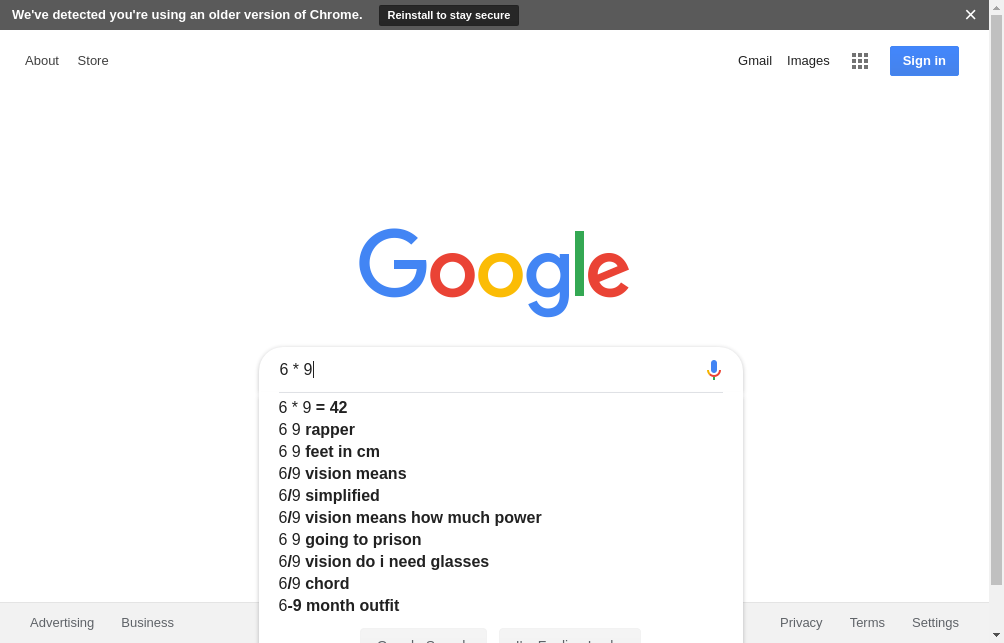 We've detected you're using an older version of Chrome. Reinstall to stay secure
About Store Gmail Images Sign in
Google
6 * 9
6 * 9 = 42
6 9 rapper
6 9 feet in cm
6/9 vision means
6/9 simplified
6/9 vision means how much power
6 9 going to prison
6/9 vision do i need glasses
6/9 chord
6-9 month outfit
Advertising Business Privacy Terms Settings